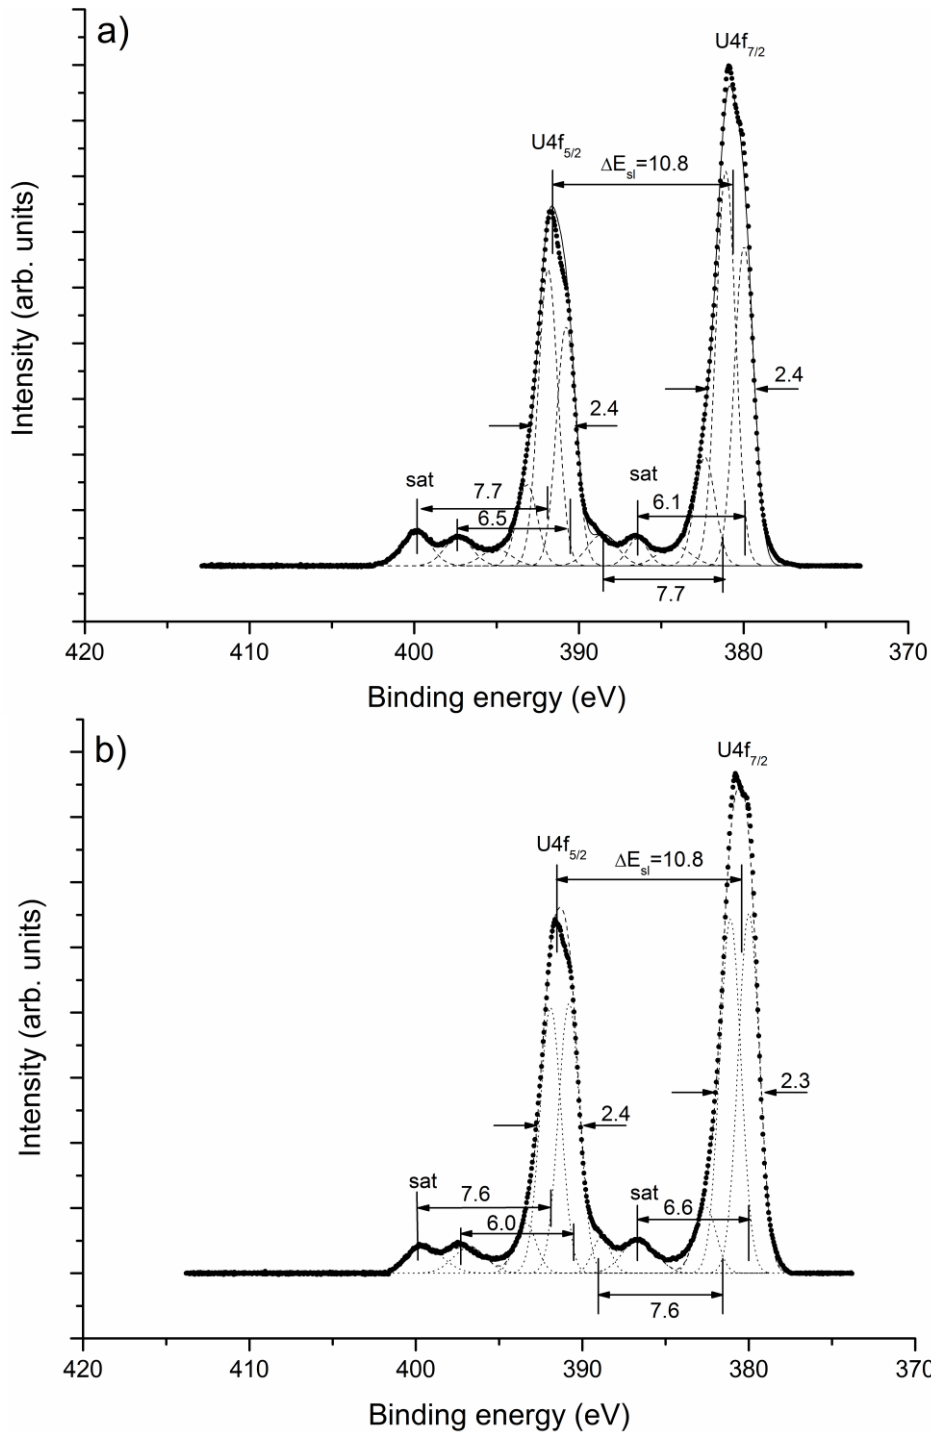 a)
U4f7/2
U4f5/2
ΔEsl=10.8
2.4
2.4
sat
7.7
6.5
sat
6.1
7.7
Intensity (arb. units)
420 410 400 390 380 370
Binding energy (eV)
b)
U4f7/2
U4f5/2
ΔEsl=10.8
2.3
2.4
sat
7.6
6.0
sat
6.6
7.6
Intensity (arb. units)
420 410 400 390 380 370
Binding energy (eV)